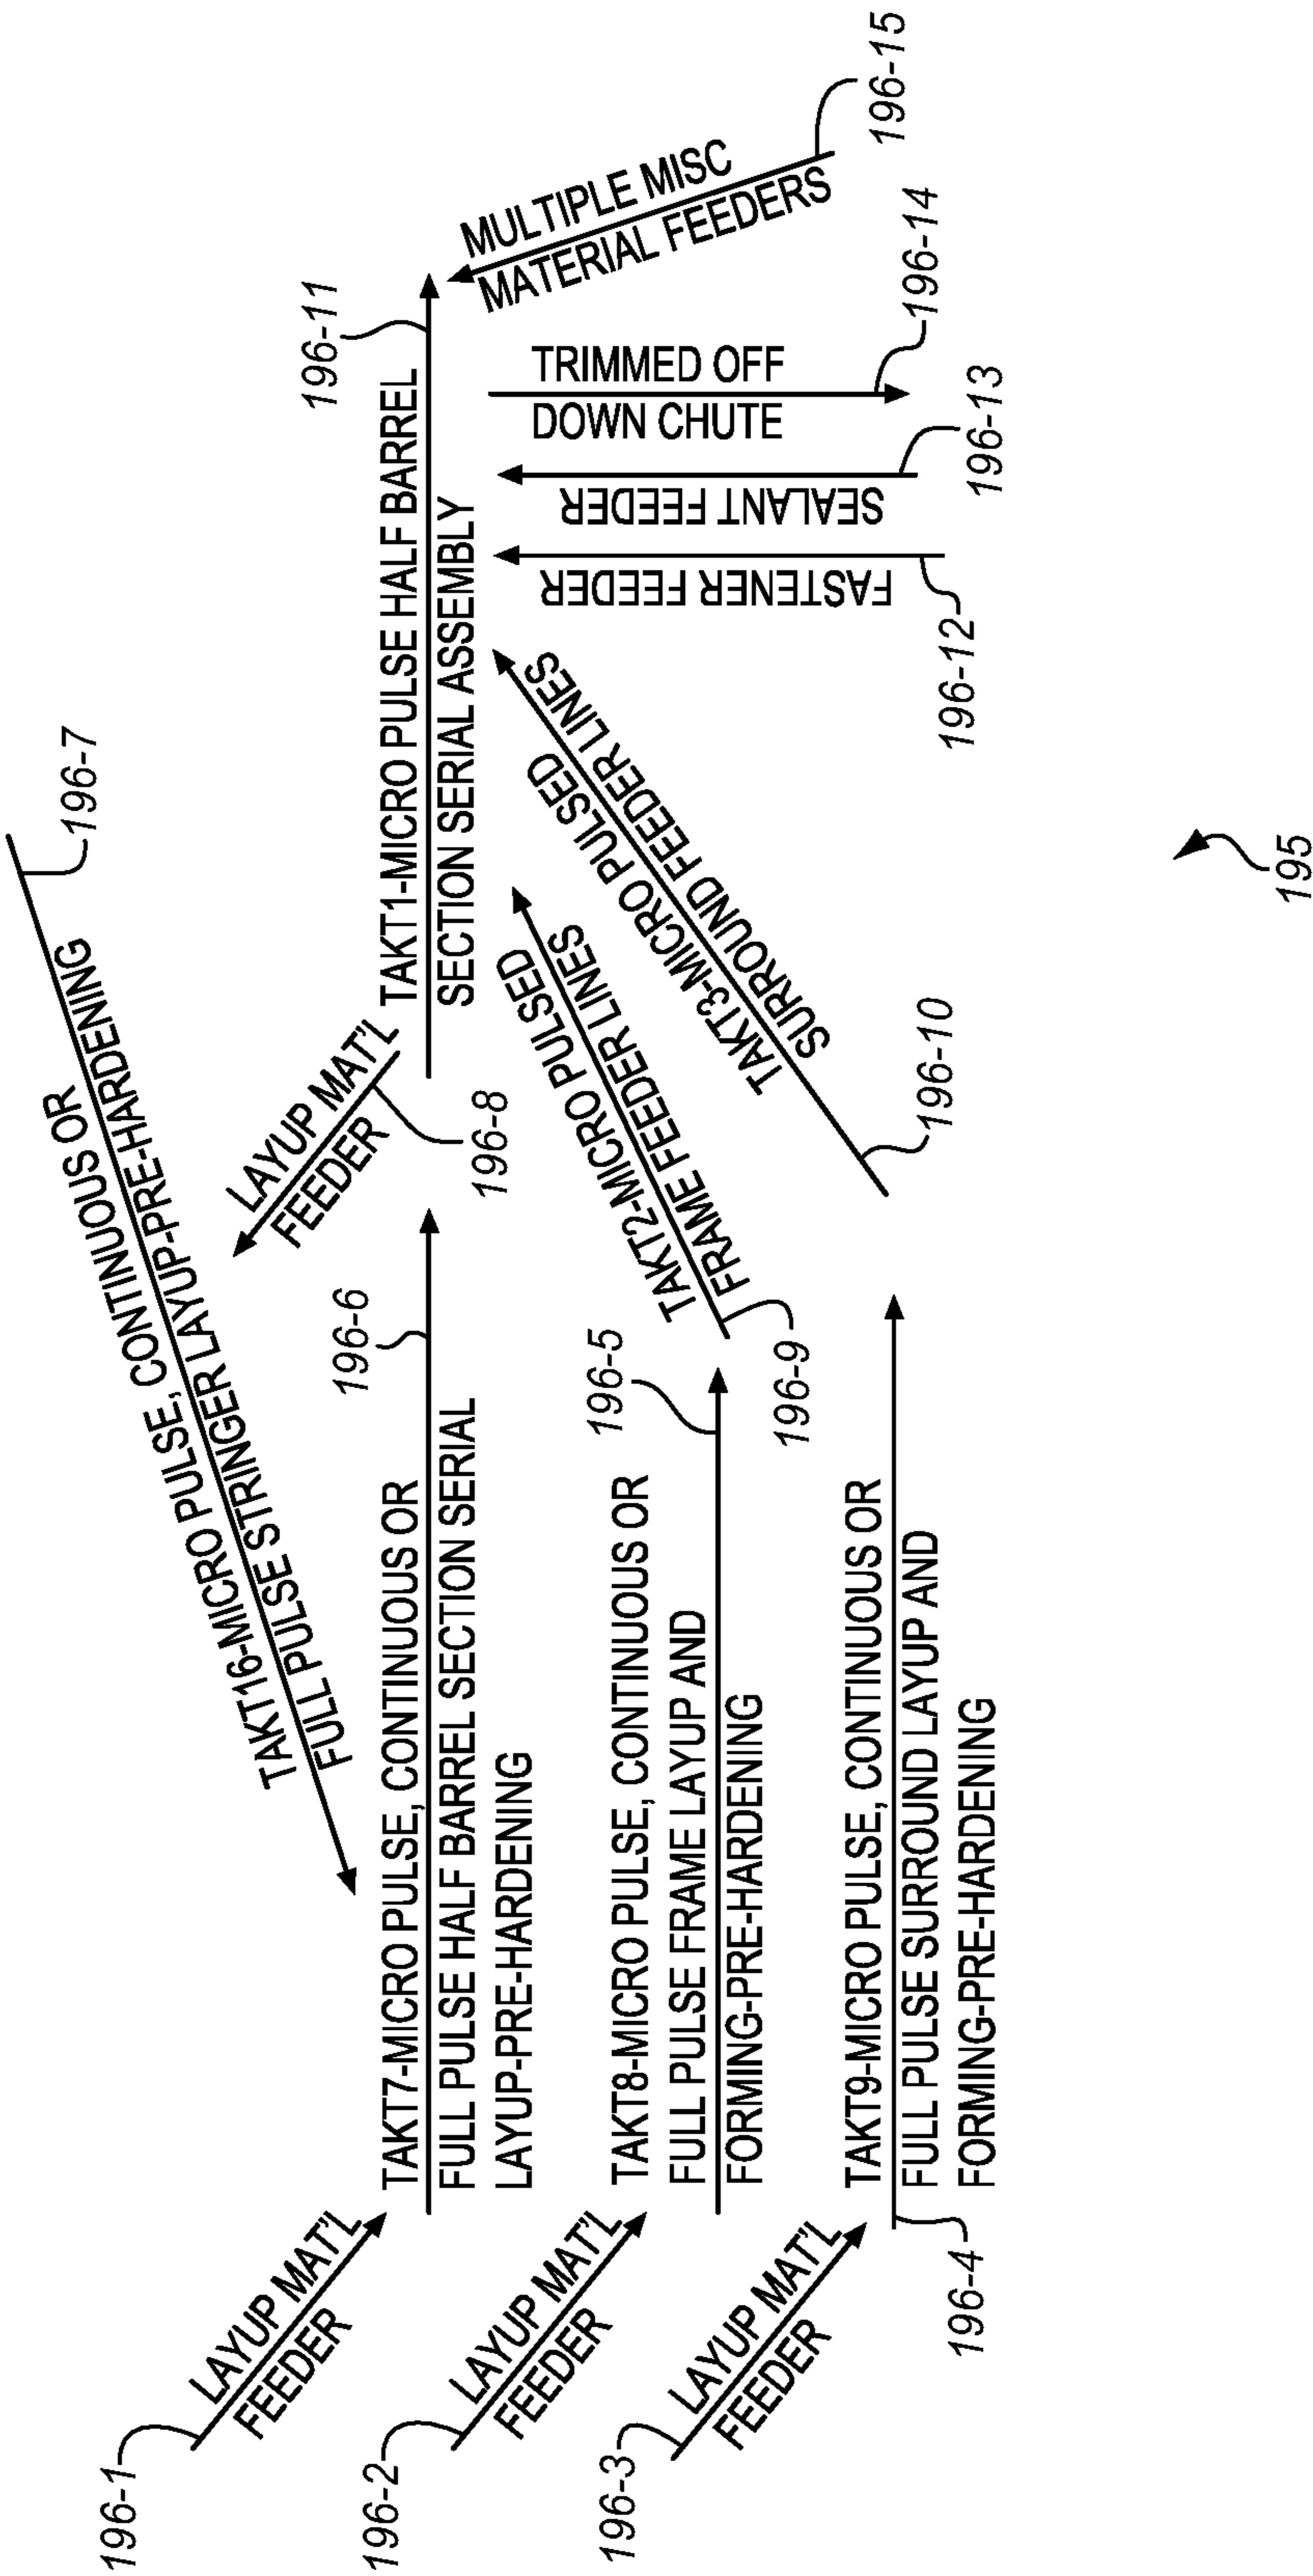 196-1
LAYUP MAT'L
FEEDER
196-2
LAYUP MAT'L
FEEDER
196-3
LAYUP MAT'L
FEEDER
TAKT16-MICRO PULSE, CONTINUOUS OR
FULL PULSE STRINGER LAYUP-PRE-HARDENING
196-7
TAKT7-MICRO PULSE, CONTINUOUS OR
FULL PULSE HALF BARREL SECTION SERIAL
LAYUP-PRE-HARDENING
196-6
LAYUP MAT'L
FEEDER
196-8
TAKT8-MICRO PULSE, CONTINUOUS OR
FULL PULSE FRAME LAYUP AND
FORMING-PRE-HARDENING
196-5
TAKT9-MICRO PULSE, CONTINUOUS OR
FULL PULSE SURROUND LAYUP AND
FORMING-PRE-HARDENING
196-4
TAKT1-MICRO PULSE HALF BARREL
SECTION SERIAL ASSEMBLY
196-11
TAKT2-MICRO PULSED
FRAME FEEDER LINES
196-9
TAKT3-MICRO PULSED
SURROUND FEEDER LINES
196-10
FASTENER FEEDER
196-12
SEALANT FEEDER
196-13
TRIMMED OFF
DOWN CHUTE
196-14
MULTIPLE MISC
MATERIAL FEEDERS
196-15
195